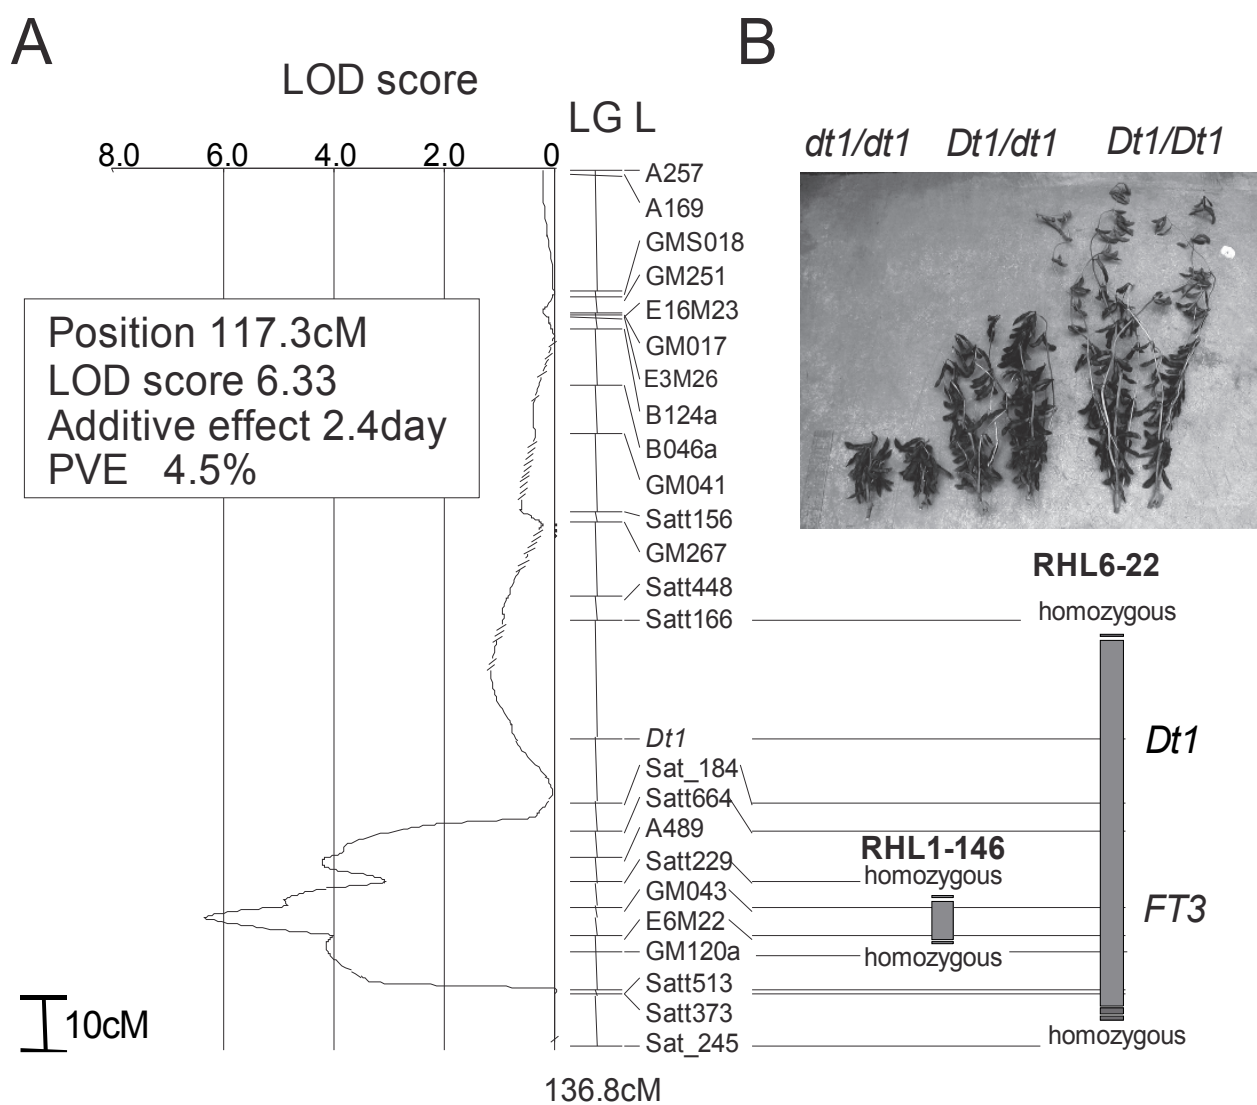 A
B
LOD score
LG L
8.0 6.0 4.0 2.0 0
dt1/dt1 Dt1/dt1 Dt1/Dt1
Position 117.3cM
LOD score 6.33
Additive effect 2.4day
PVE 4.5%
A257
A169
GMS018
GM251
E16M23
GM017
E3M26
B124a
B046a
GM041
Satt156
GM267
Satt448
Satt166
Dt1
Sat_184
Satt664
A489
Satt229
GM043
E6M22
GM120a
Satt513
Satt373
Sat_245
136.8cM
10cM
RHL6-22
homozygous
Dt1
RHL1-146
homozygous
FT3
homozygous
homozygous